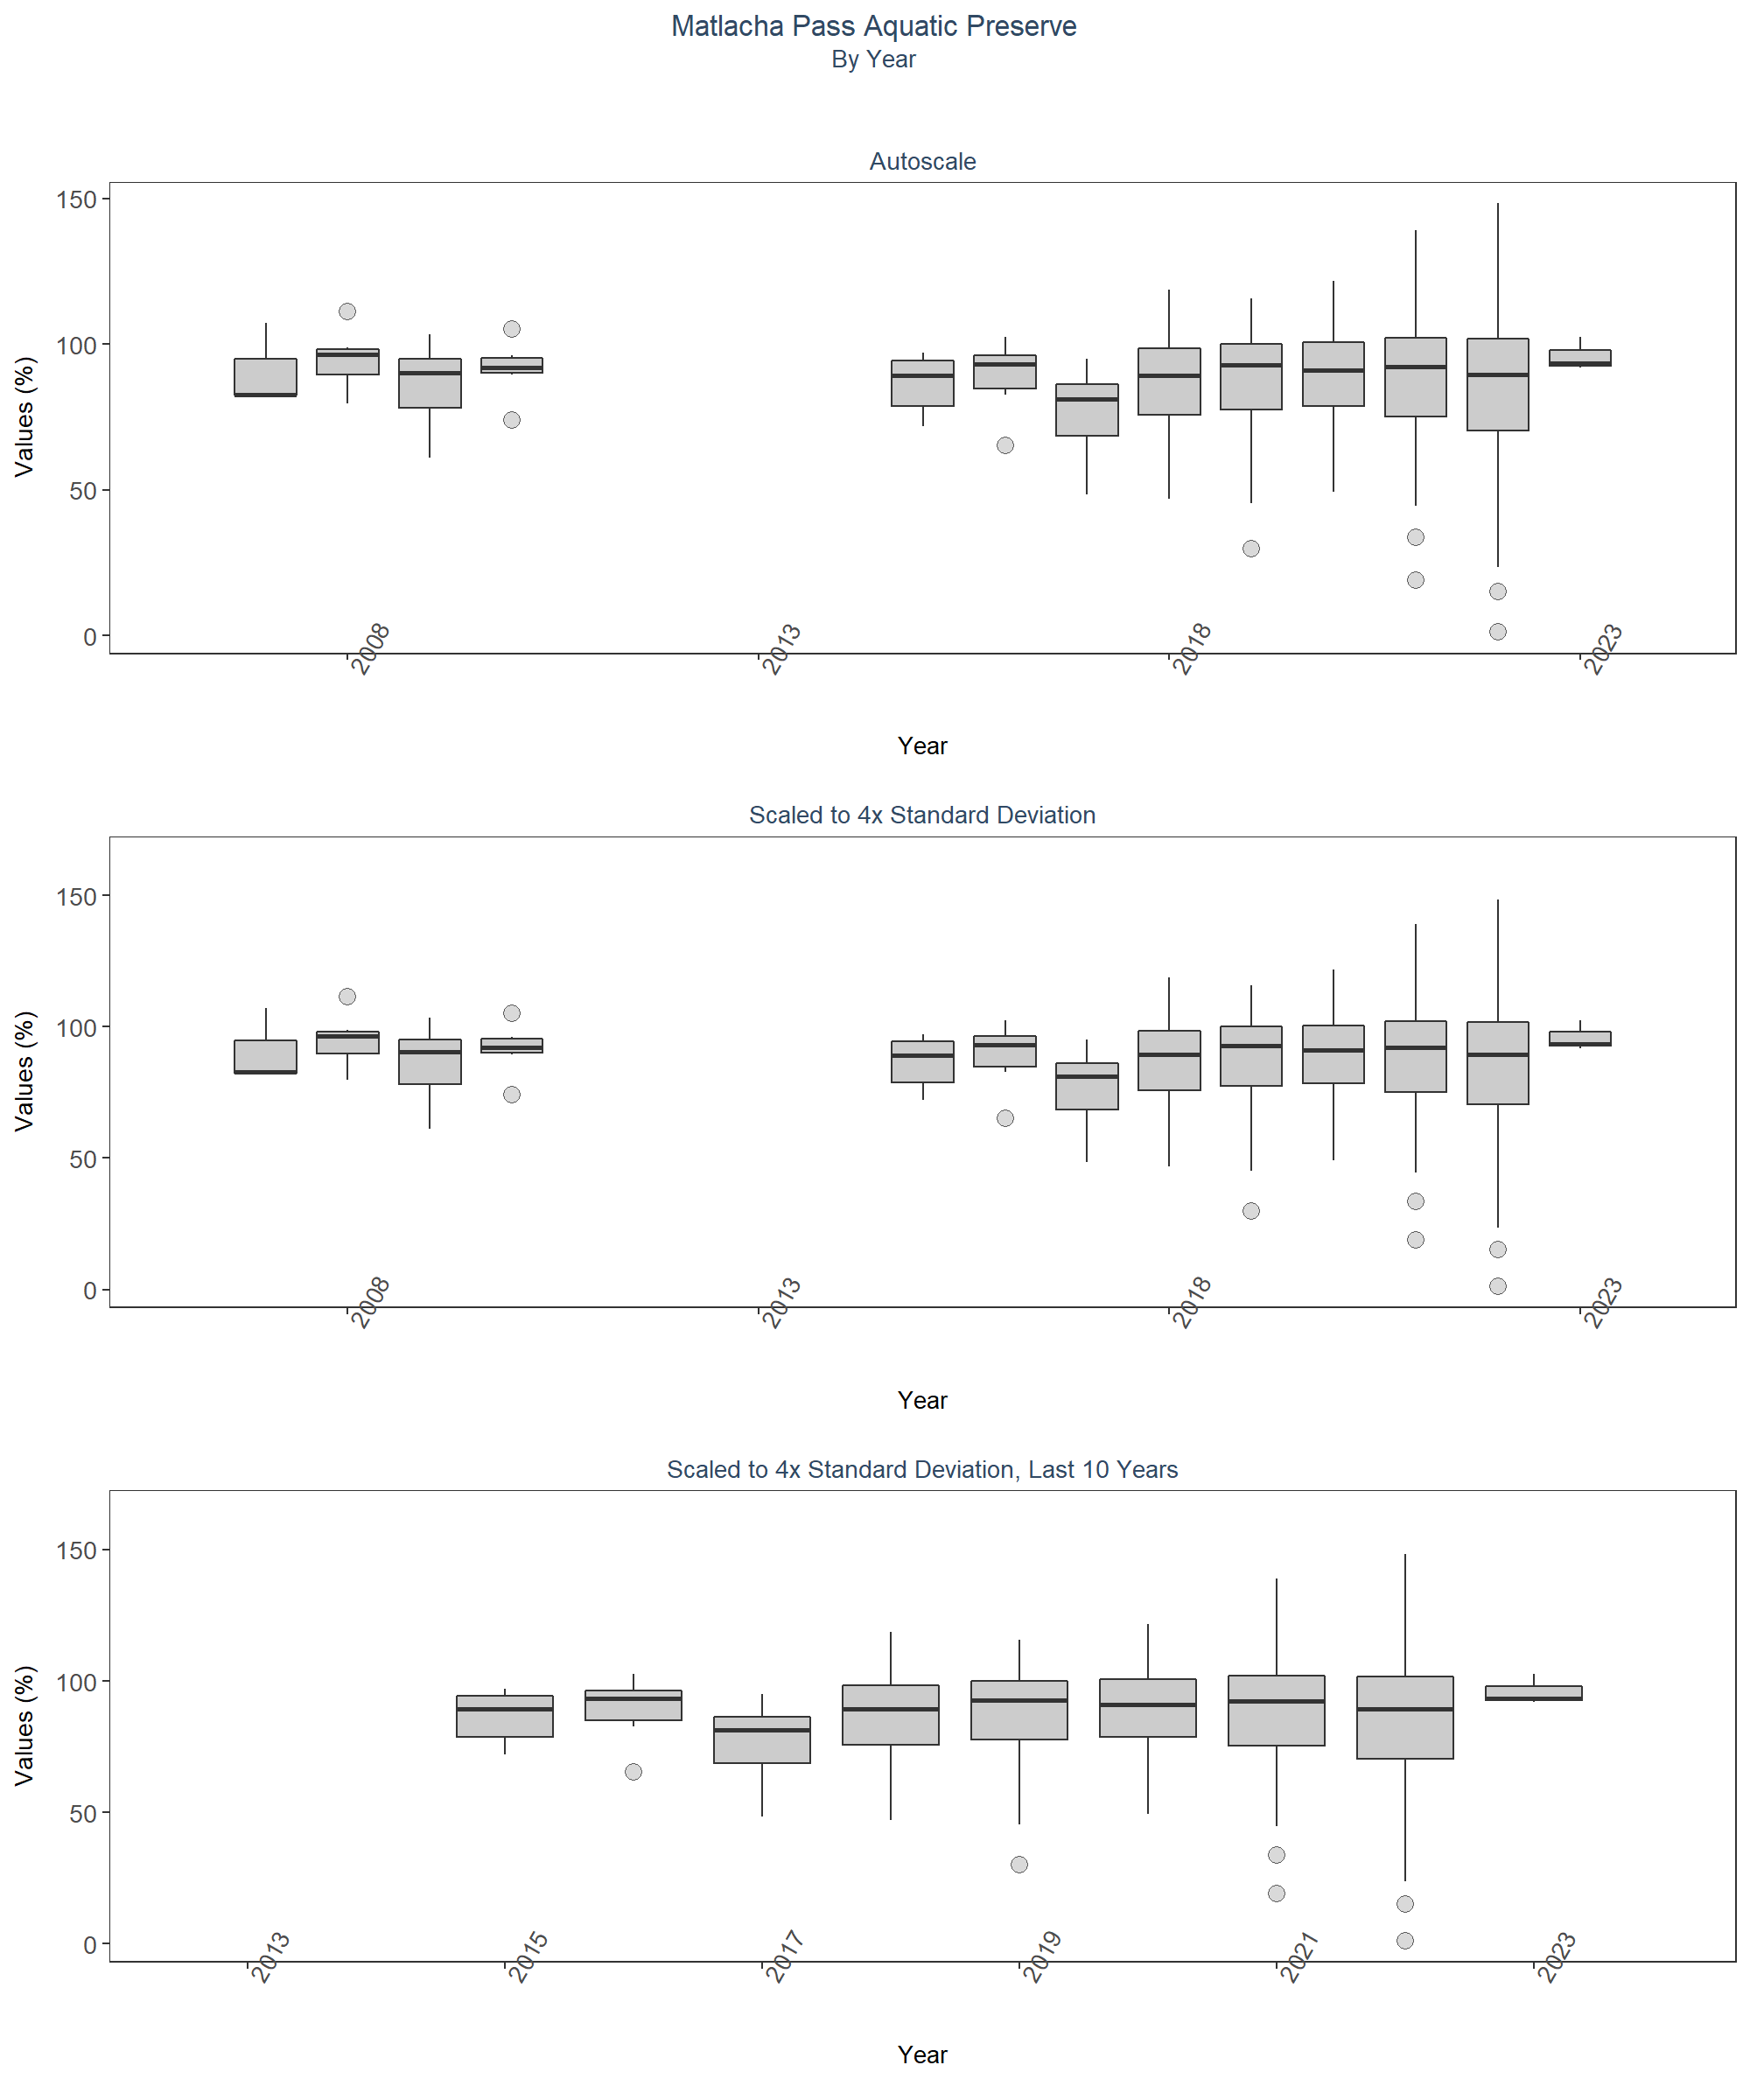 Matlacha Pass Aquatic Preserve
By Year
Autoscale
150
100
50
0
Values (%)
2008
2013
2018
2023
Year
Scaled to 4x Standard Deviation
150
100
50
0
Values (%)
2008
2013
2018
2023
Year
Scaled to 4x Standard Deviation, Last 10 Years
150
100
50
0
Values (%)
2013
2015
2017
2019
2021
2023
Year